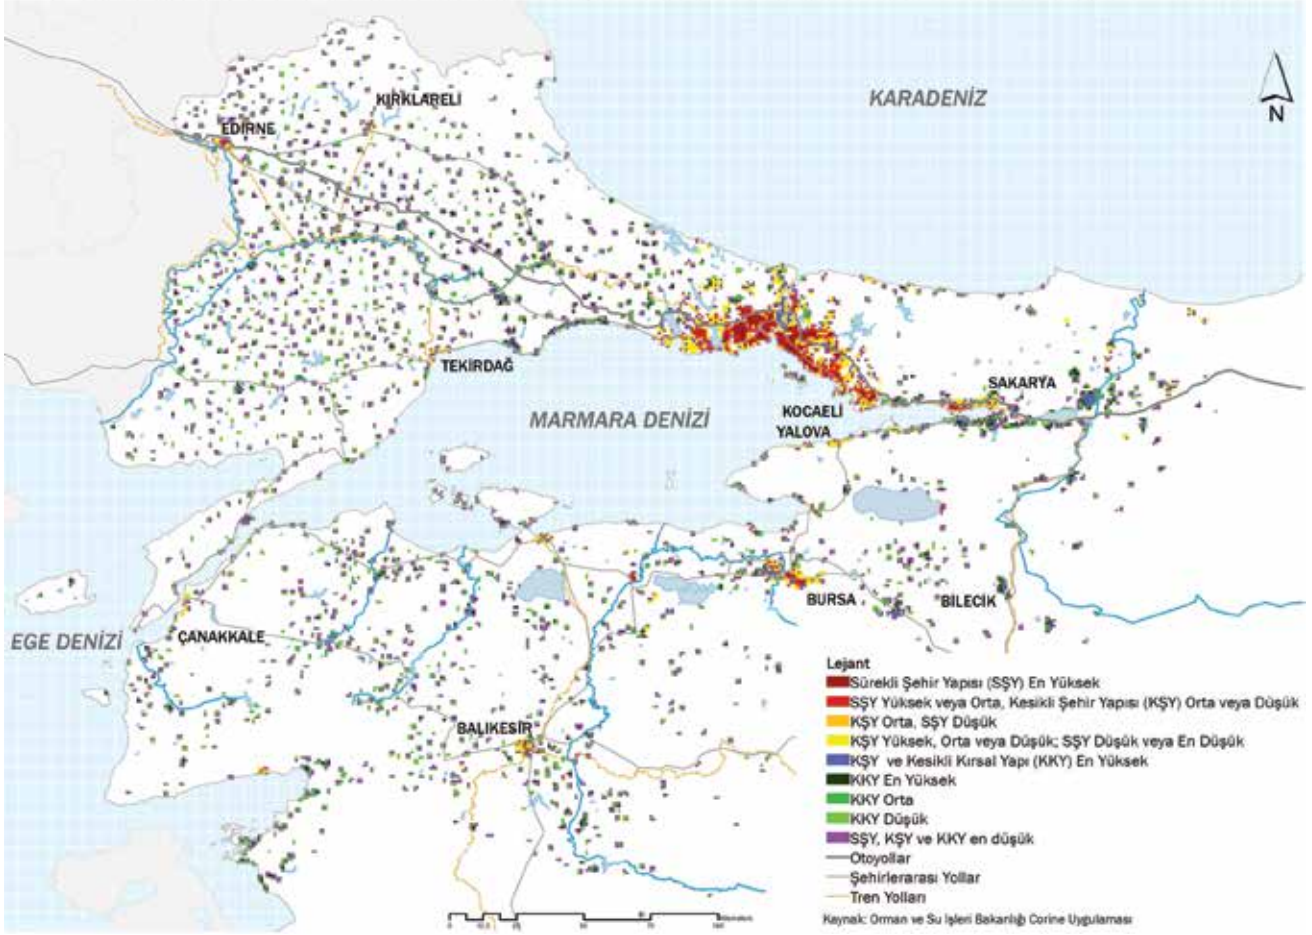 KARADENİZ
N
KIRKLARELİ
EDİRNE
TEKİRDAĞ
SAKARYA
KOCAELİ
YALOVA
MARMARA DENİZİ
ÇANAKKALE
EGE DENİZİ
BURSA
BİLECİK
BALIKESİR
Lejant
Sürekli Şehir Yapısı (SŞY) En Yüksek
SŞY Yüksek veya Orta, Kesikli Şehir Yapısı (KŞY) Orta veya Düşük
KŞY Orta, SŞY Düşük
KŞY Yüksek, Orta veya Düşük; SŞY Düşük veya En Düşük
KŞY ve Kesikli Kırsal Yapı (KKY) En Yüksek
KKY En Yüksek
KKY Orta
KKY Düşük
SŞY, KŞY ve KKY en düşük
Otoyollar
Şehirlerarası Yollar
Tren Yolları
Kaynak: Orman ve Su İşleri Bakanlığı Corine Uygulaması